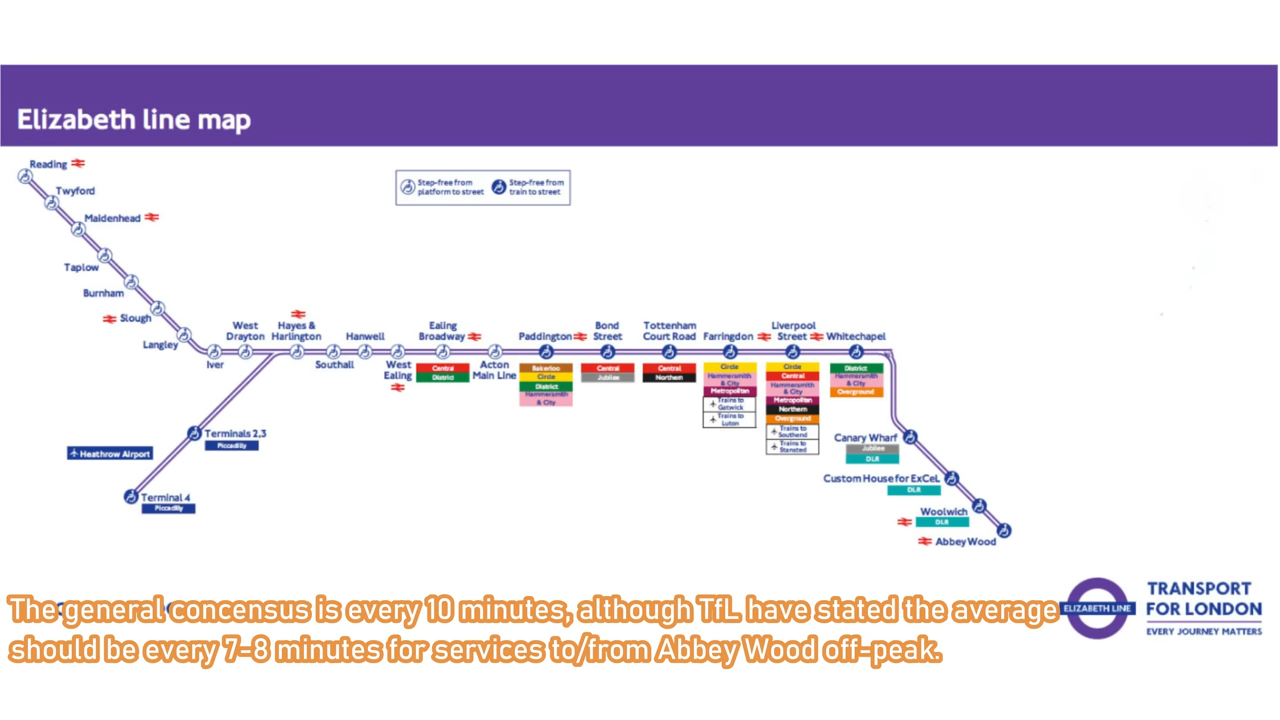 Elizabeth line map
Reading
Twyford
Maidenhead
Taplow
Burnham
Slough
Langley
Iver
West
Drayton
Hayes &
Harlington
Southall
Hanwell
West
Ealing
Ealing
Broadway
Central
District
Acton
Main Line
Paddington
Bakerloo
Circle
District
Hammersmith
& City
Bond
Street
Central
Jubilee
Tottenham
Court Road
Central
Northern
Farringdon
Circle
Hammersmith
& City
Metropolitan
Trains to
Gatwick
Trains to
Luton
Liverpool
Street
Circle
Central
Hammersmith
& City
Metropolitan
Northern
Overground
Trains to
Southend
Trains to
Stansted
Whitechapel
District
Hammersmith
& City
Overground
Canary Wharf
Jubilee
DLR
Custom House for ExCeL
DLR
Woolwich
DLR
Abbey Wood
Terminals 2,3
Piccadilly
Heathrow Airport
Terminal 4
Piccadilly
Step-free from
platform to street
Step-free from
train to street
The general concensus is every 10 minutes, although TfL have stated the average
should be every 7-8 minutes for services to/from Abbey Wood off-peak.
ELIZABETH LINE
TRANSPORT
FOR LONDON
EVERY JOURNEY MATTERS